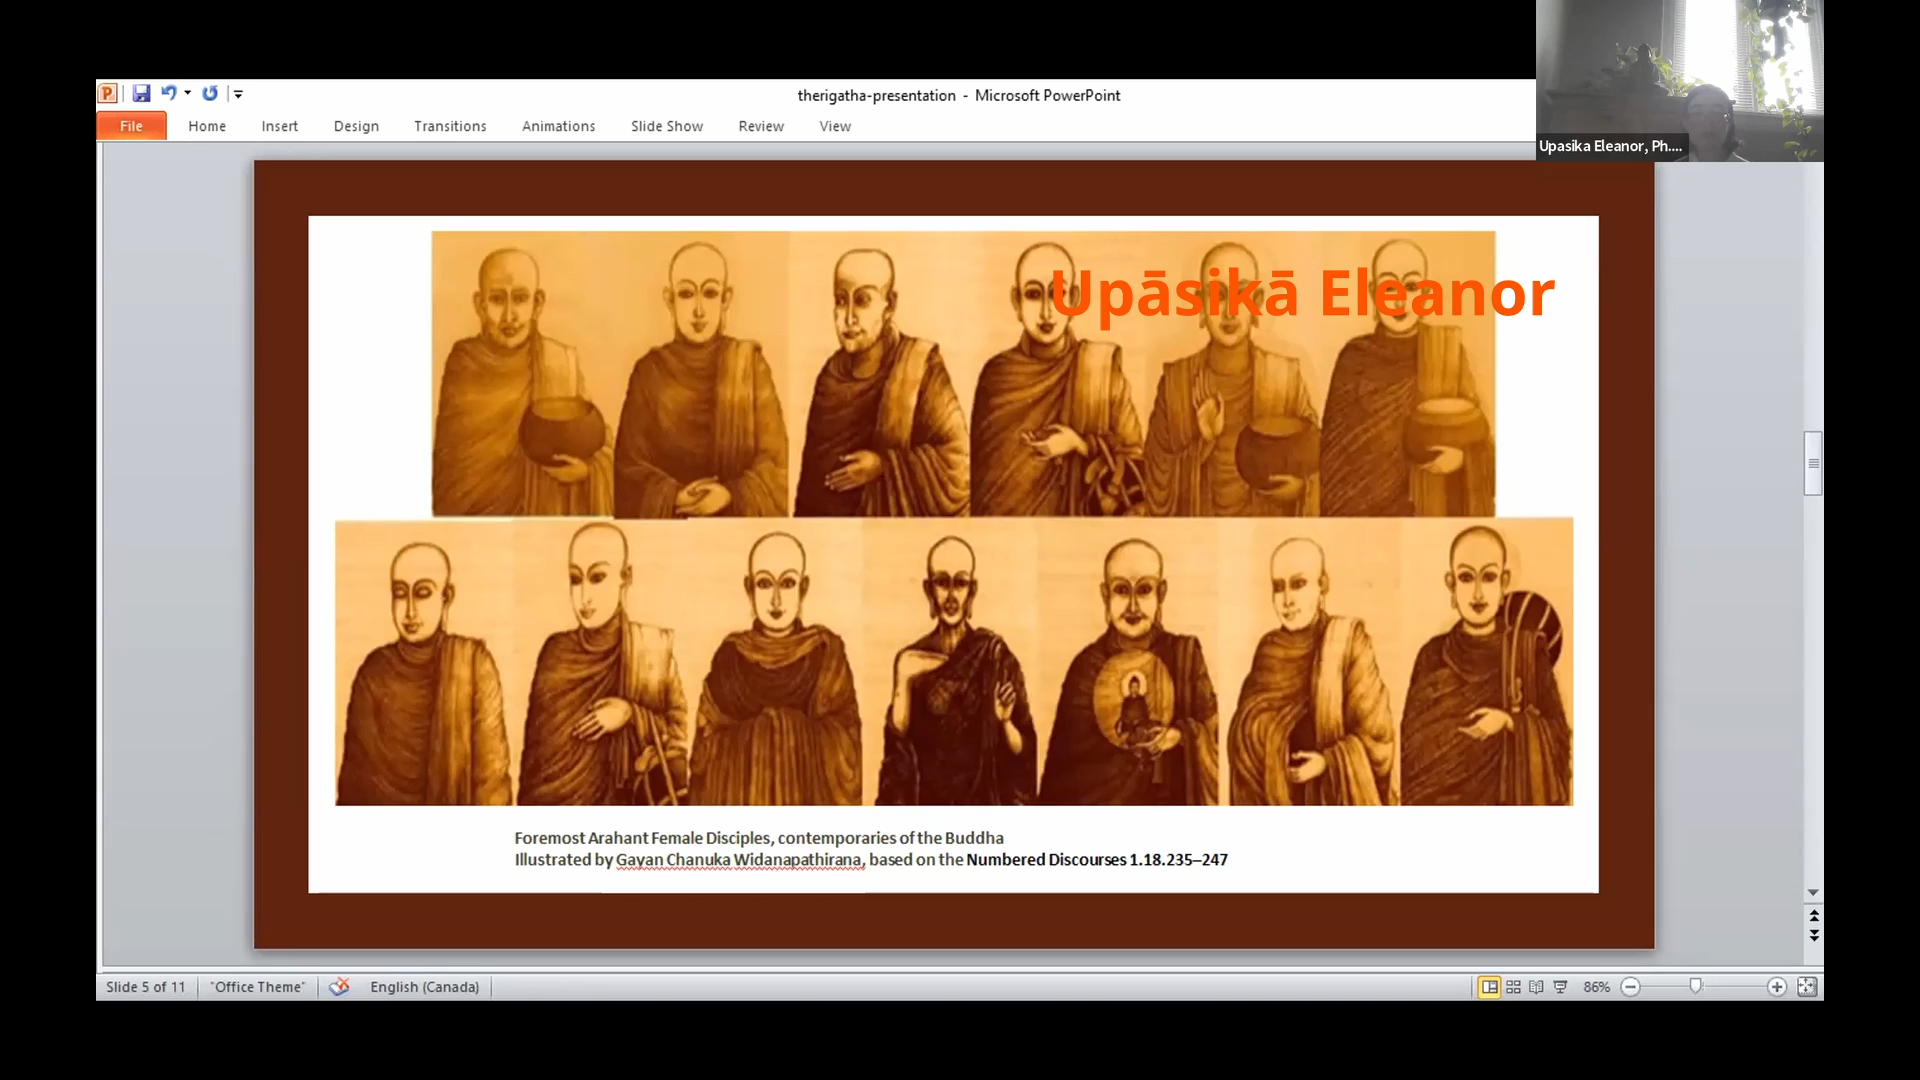 therigatha-presentation - Microsoft PowerPoint
File Home Insert Design Transitions Animations Slide Show Review View
Upasika Eleanor, Ph....
Upāsikā Eleanor
Foremost Arahant Female Disciples, contemporaries of the Buddha
Illustrated by Gayan Chanuka Widanapathirana, based on the Numbered Discourses 1.18.235–247
Slide 5 of 11 "Office Theme" English (Canada) 86%